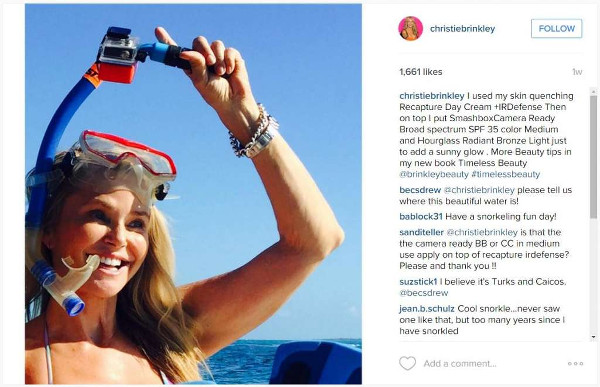 christiebrinkley
FOLLOW
1,661 likes
1w
christiebrinkley I used my skin quenching
Recapture Day Cream +IRDefense Then
on top I put SmashboxCamera Ready
Broad spectrum SPF 35 color Medium
and Hourglass Radiant Bronze Light just
to add a sunny glow . More Beauty tips in
my new book Timeless Beauty
@brinkleybeauty #timelessbeauty
becsdrew @christiebrinkley please tell us
where this beautiful water is!
bablock31 Have a snorkeling fun day!
sanditeller @christiebrinkley is that the
the camera ready BB or CC in medium
use apply on top of recapture irdefense?
Please and thank you !!
suzstick1 I believe it's Turks and Caicos.
@becsdrew
jean.b.schulz Cool snorkle...never saw
one like that, but too many years since I
have snorkled
Add a comment...